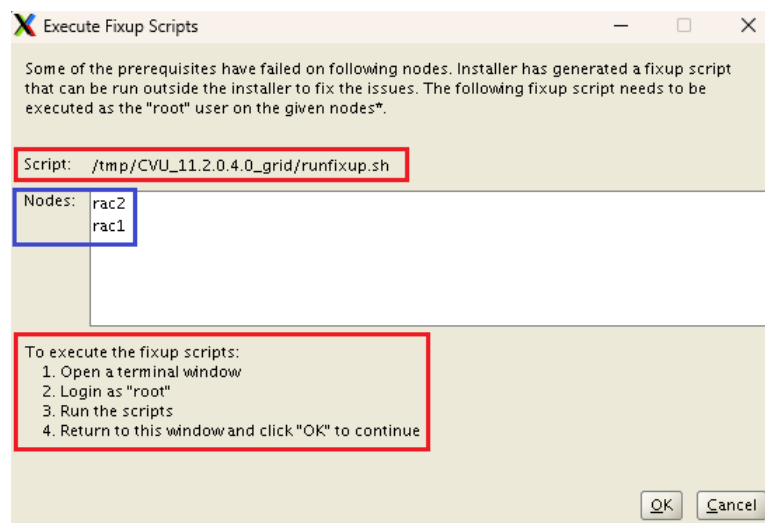 Execute Fixup Scripts
Some of the prerequisites have failed on following nodes. Installer has generated a fixup script
that can be run outside the installer to fix the issues. The following fixup script needs to be
executed as the "root" user on the given nodes*.
Script: /tmp/CVU_11.2.0.4.0_grid/runfixup.sh
Nodes: rac2
rac1
To execute the fixup scripts:
1. Open a terminal window
2. Login as "root"
3. Run the scripts
4. Return to this window and click "OK" to continue
OK Cancel